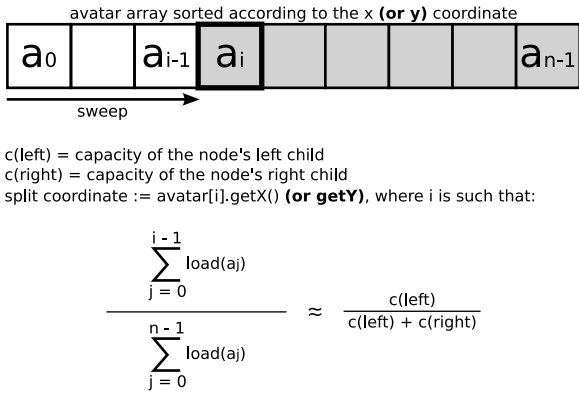 avatar array sorted according to the x (or y) coordinate
a0 ai-1 ai an-1
sweep
c(left) = capacity of the node's left child
c(right) = capacity of the node's right child
split coordinate := avatar[i].getX() (or getY), where i is such that:
i - 1
∑ load(aj)
j = 0
≈
c(left)
c(left) + c(right)
n - 1
∑ load(aj)
j = 0